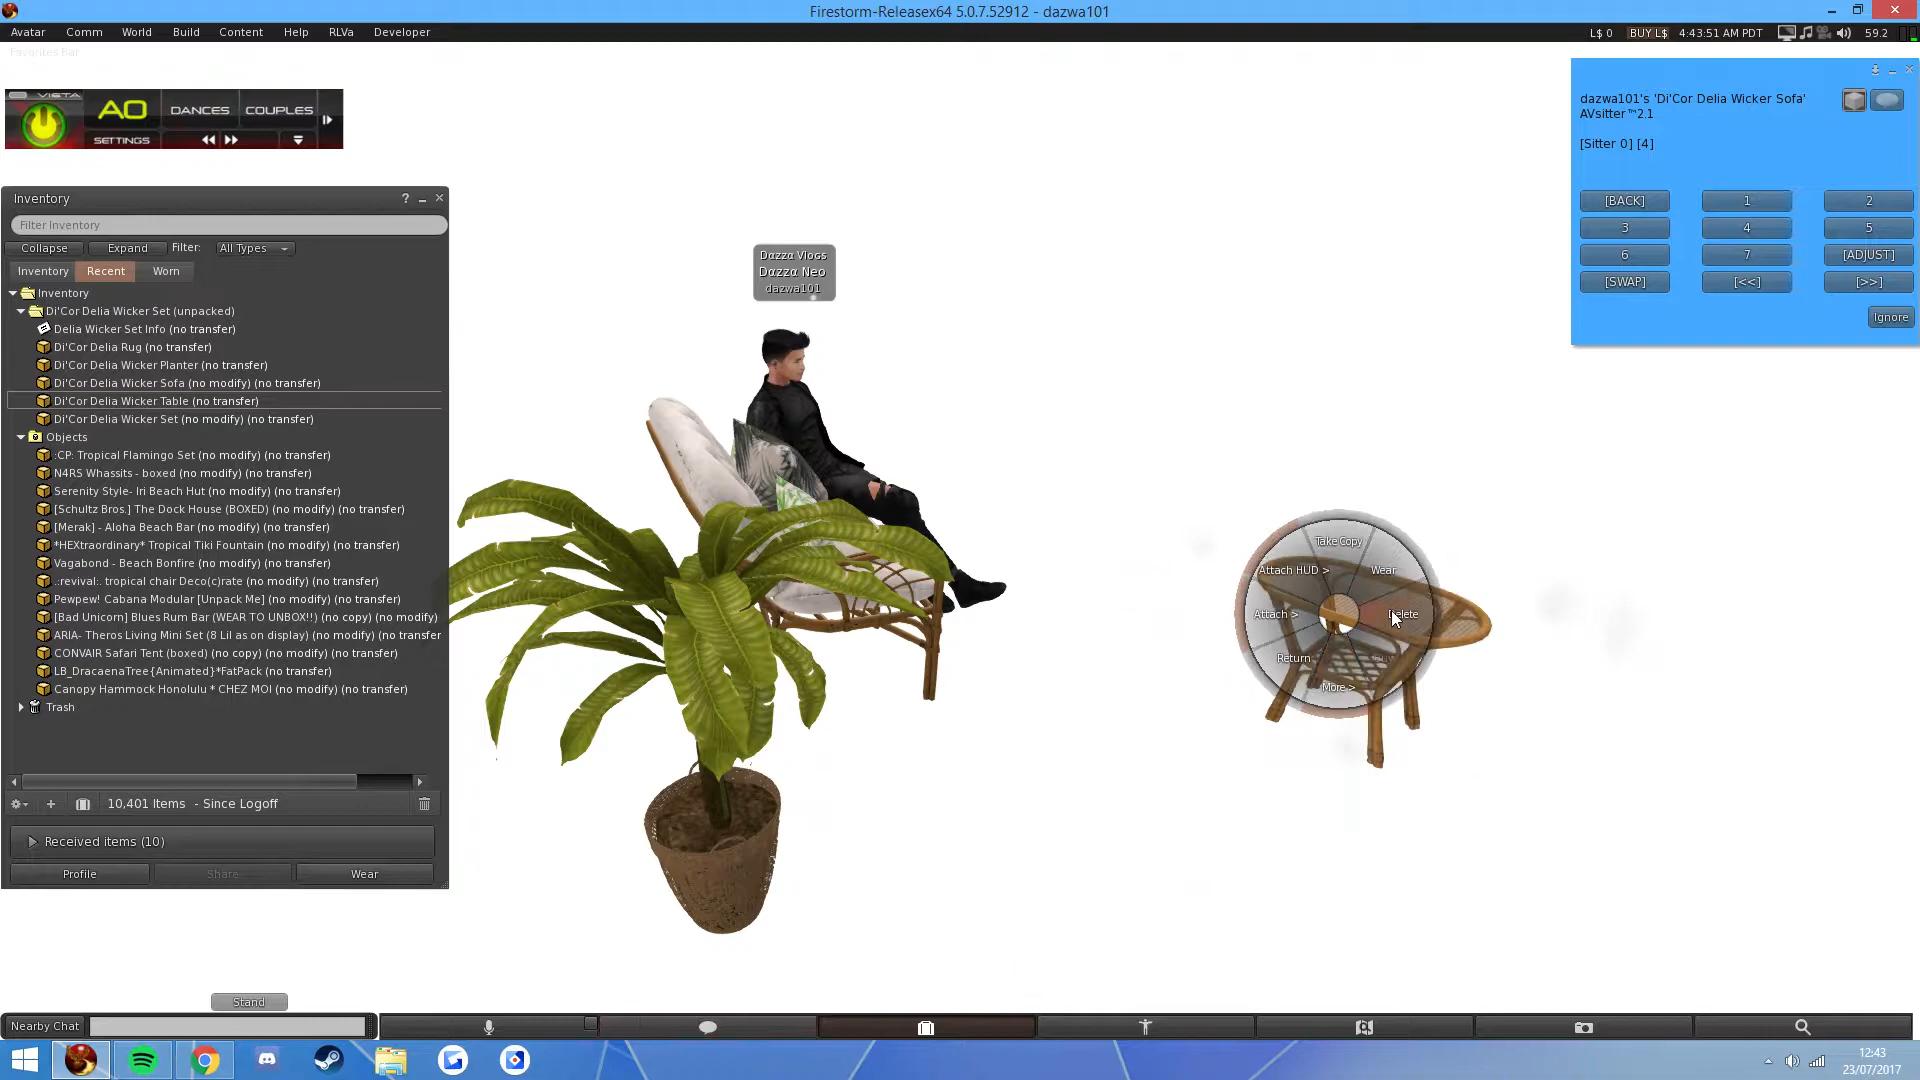 Firestorm-Releasex64 5.0.7.52912 - dazwa101
Avatar Comm World Build Content Help RLVa Developer
L$ 0 BUY L$ 4:43:51 AM PDT 59.2
Favorites Bar
VISTA
AO DANCES COUPLES
SETTINGS
dazwa101's 'Di'Cor Delia Wicker Sofa'
AVsitter™2.1
[Sitter 0] [4]
[BACK] 1 2
3 4 5
6 7 [ADJUST]
[SWAP] [<<] [>>]
Ignore
Inventory ?
Filter Inventory
Collapse Expand Filter: All Types
Inventory Recent Worn
Inventory
Di'Cor Delia Wicker Set (unpacked)
Delia Wicker Set Info (no transfer)
Di'Cor Delia Rug (no transfer)
Di'Cor Delia Wicker Planter (no transfer)
Di'Cor Delia Wicker Sofa (no modify) (no transfer)
Di'Cor Delia Wicker Table (no transfer)
Di'Cor Delia Wicker Set (no modify) (no transfer)
Objects
:CP: Tropical Flamingo Set (no modify) (no transfer)
N4RS Whassits - boxed (no modify) (no transfer)
Serenity Style- Iri Beach Hut (no modify) (no transfer)
[Schultz Bros.] The Dock House (BOXED) (no modify) (no transfer)
[Merak] - Aloha Beach Bar (no modify) (no transfer)
*HEXtraordinary* Tropical Tiki Fountain (no modify) (no transfer)
Vagabond - Beach Bonfire (no modify) (no transfer)
.:revival:. tropical chair Deco(c)rate (no modify) (no transfer)
Pewpew! Cabana Modular [Unpack Me] (no modify) (no transfer)
[Bad Unicorn] Blues Rum Bar (WEAR TO UNBOX!!) (no copy) (no modify)
ARIA- Theros Living Mini Set (8 Lil as on display) (no modify) (no transfer
CONVAIR Safari Tent (boxed) (no copy) (no modify) (no transfer)
LB_DracaenaTree{Animated}*FatPack (no transfer)
Canopy Hammock Honolulu * CHEZ MOI (no modify) (no transfer)
Trash
10,401 Items - Since Logoff
Received items (10)
Profile Share Wear
Dαzzα Vlogs
Dαzzα Neo
dazwa101
Take Copy
Attach HUD > Wear
Attach > Delete
Return
More >
Stand
Nearby Chat
12:43
23/07/2017